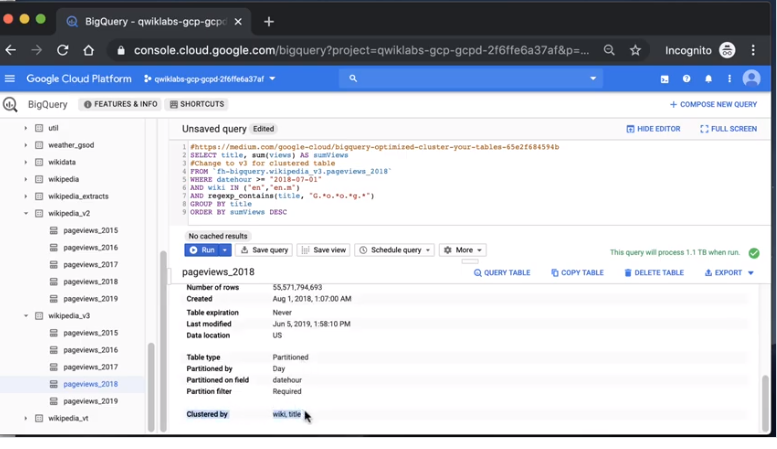 BigQuery - qwiklabs-gcp-gcpd
console.cloud.google.com/bigquery?project=qwiklabs-gcp-gcpd-2f6ffe6a37af&p=...
Incognito
Google Cloud Platform
qwiklabs-gcp-gcpd-2f6ffe6a37af
BigQuery
FEATURES & INFO
SHORTCUTS
+ COMPOSE NEW QUERY
util
weather_gsod
wikidata
wikipedia
wikipedia_extracts
wikipedia_v2
pageviews_2015
pageviews_2016
pageviews_2017
pageviews_2018
pageviews_2019
wikipedia_v3
pageviews_2015
pageviews_2016
pageviews_2017
pageviews_2018
pageviews_2019
wikipedia_vt
Unsaved query Edited
HIDE EDITOR
FULL SCREEN
1 #https://medium.com/google-cloud/bigquery-optimized-cluster-your-tables-65e2f684594b
2 SELECT title, sum(views) AS sumViews
3 #Change to v3 for clustered table
4 FROM `fh-bigquery.wikipedia_v3.pageviews_2018`
5 WHERE datehour >= "2018-07-01"
6 AND wiki IN ("en","en.m")
7 AND regexp_contains(title, "G.*o.*o.*g.*")
8 GROUP BY title
9 ORDER BY sumViews DESC
No cached results
Run
Save query
Save view
Schedule query
More
This query will process 1.1 TB when run.
pageviews_2018
QUERY TABLE
COPY TABLE
DELETE TABLE
EXPORT
Number of rows 55,571,794,693
Created Aug 1, 2018, 1:07:00 AM
Table expiration Never
Last modified Jun 5, 2019, 1:58:10 PM
Data location US
Table type Partitioned
Partitioned by Day
Partitioned on field datehour
Partition filter Required
Clustered by wiki, title